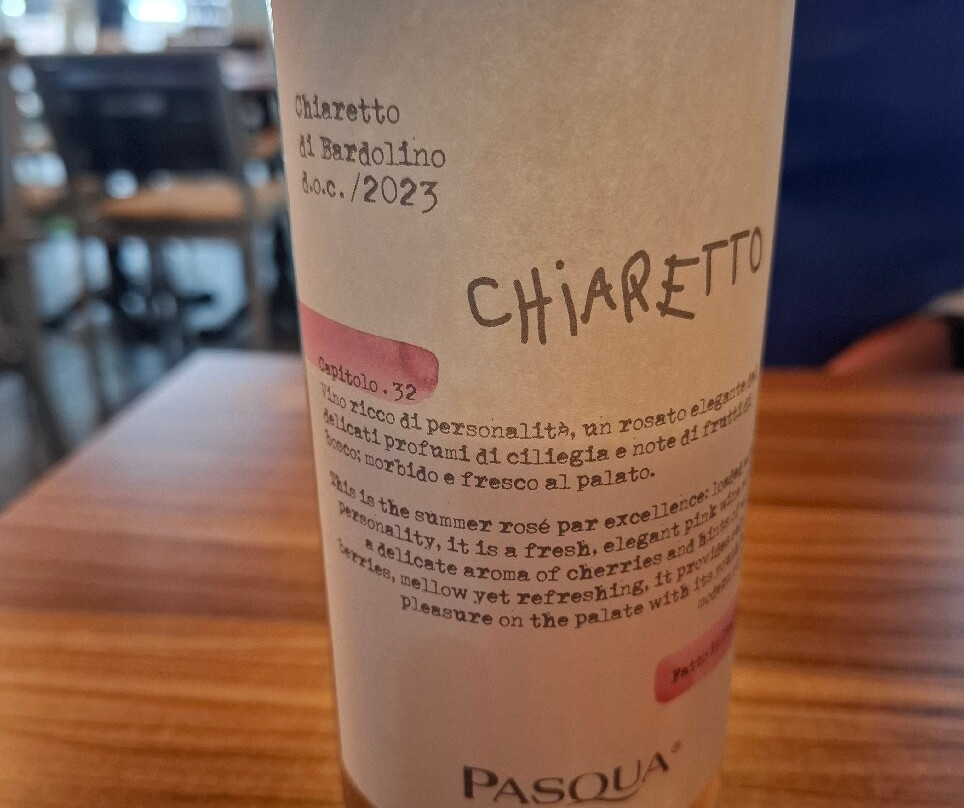 Chiaretto
di Bardolino
d.o.c./2023
CHiARETTO
Capitolo.32
Vino ricco di personalità, un rosato elegante
delicati profumi di ciliegia e note di frutti di
bosco; morbido e fresco al palato.
This is the summer rosé par excellence: loaded
personality, it is a fresh, elegant pink wine
a delicate aroma of cherries and hints of
berries, mellow yet refreshing, it provides
pleasure on the palate with its
Fatto
PASQUA®